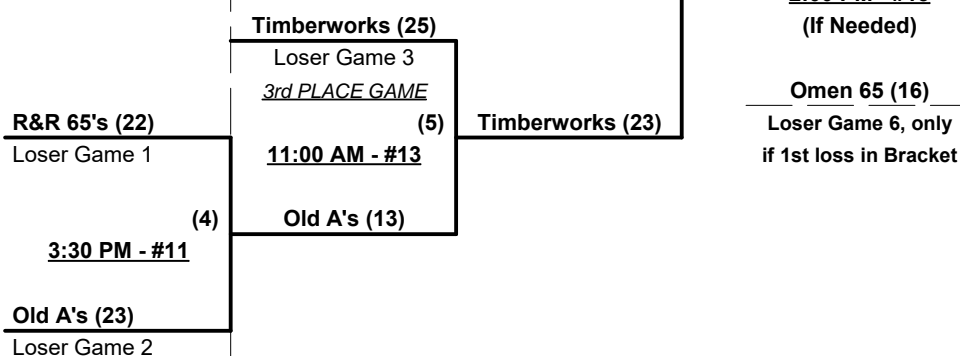 Timberworks (25)
Loser Game 3
3rd PLACE GAME
(If Needed)
Omen 65 (16)
R&R 65's (22)
(5)
Timberworks (23)
Loser Game 6, only
Loser Game 1
11:00 AM - #13
if 1st loss in Bracket
(4)
Old A's (13)
3:30 PM - #11
Old A's (23)
Loser Game 2